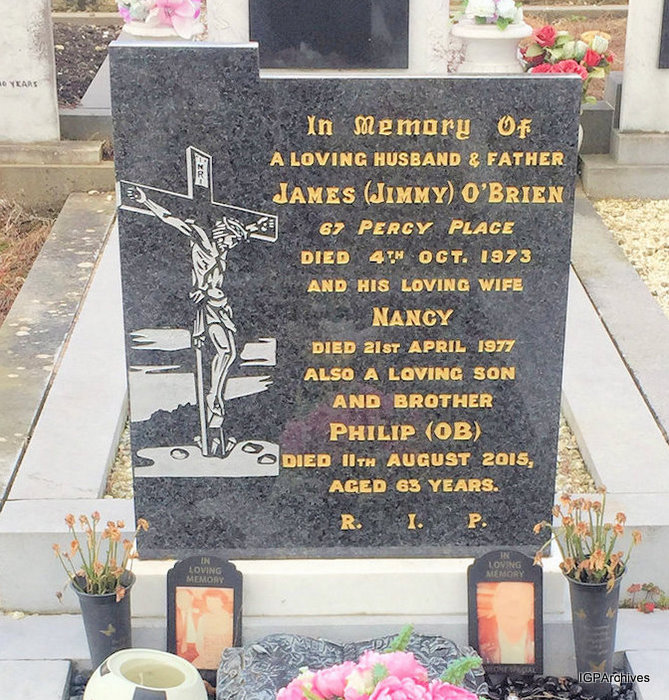 40 YEARS
INRI
In Memory Of
A LOVING HUSBAND & FATHER
JAMES (JIMMY) O'BRIEN
67 PERCY PLACE
DIED 4TH OCT. 1973
AND HIS LOVING WIFE
NANCY
DIED 21ST APRIL 1977
ALSO A LOVING SON
AND BROTHER
PHILIP (OB)
DIED 11TH AUGUST 2015,
AGED 63 YEARS.
R. I. P.
IN
LOVING
MEMORY
IN LOVING
MEMORY
IGPArchives